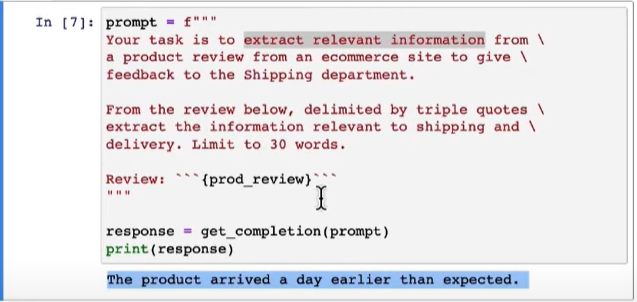 In [7]: prompt = f"""
Your task is to extract relevant information from \
a product review from an ecommerce site to give \
feedback to the Shipping department.
From the review below, delimited by triple quotes \
extract the information relevant to shipping and \
delivery. Limit to 30 words.
Review: ```{prod_review}```
"""
response = get_completion(prompt)
print(response)
The product arrived a day earlier than expected.